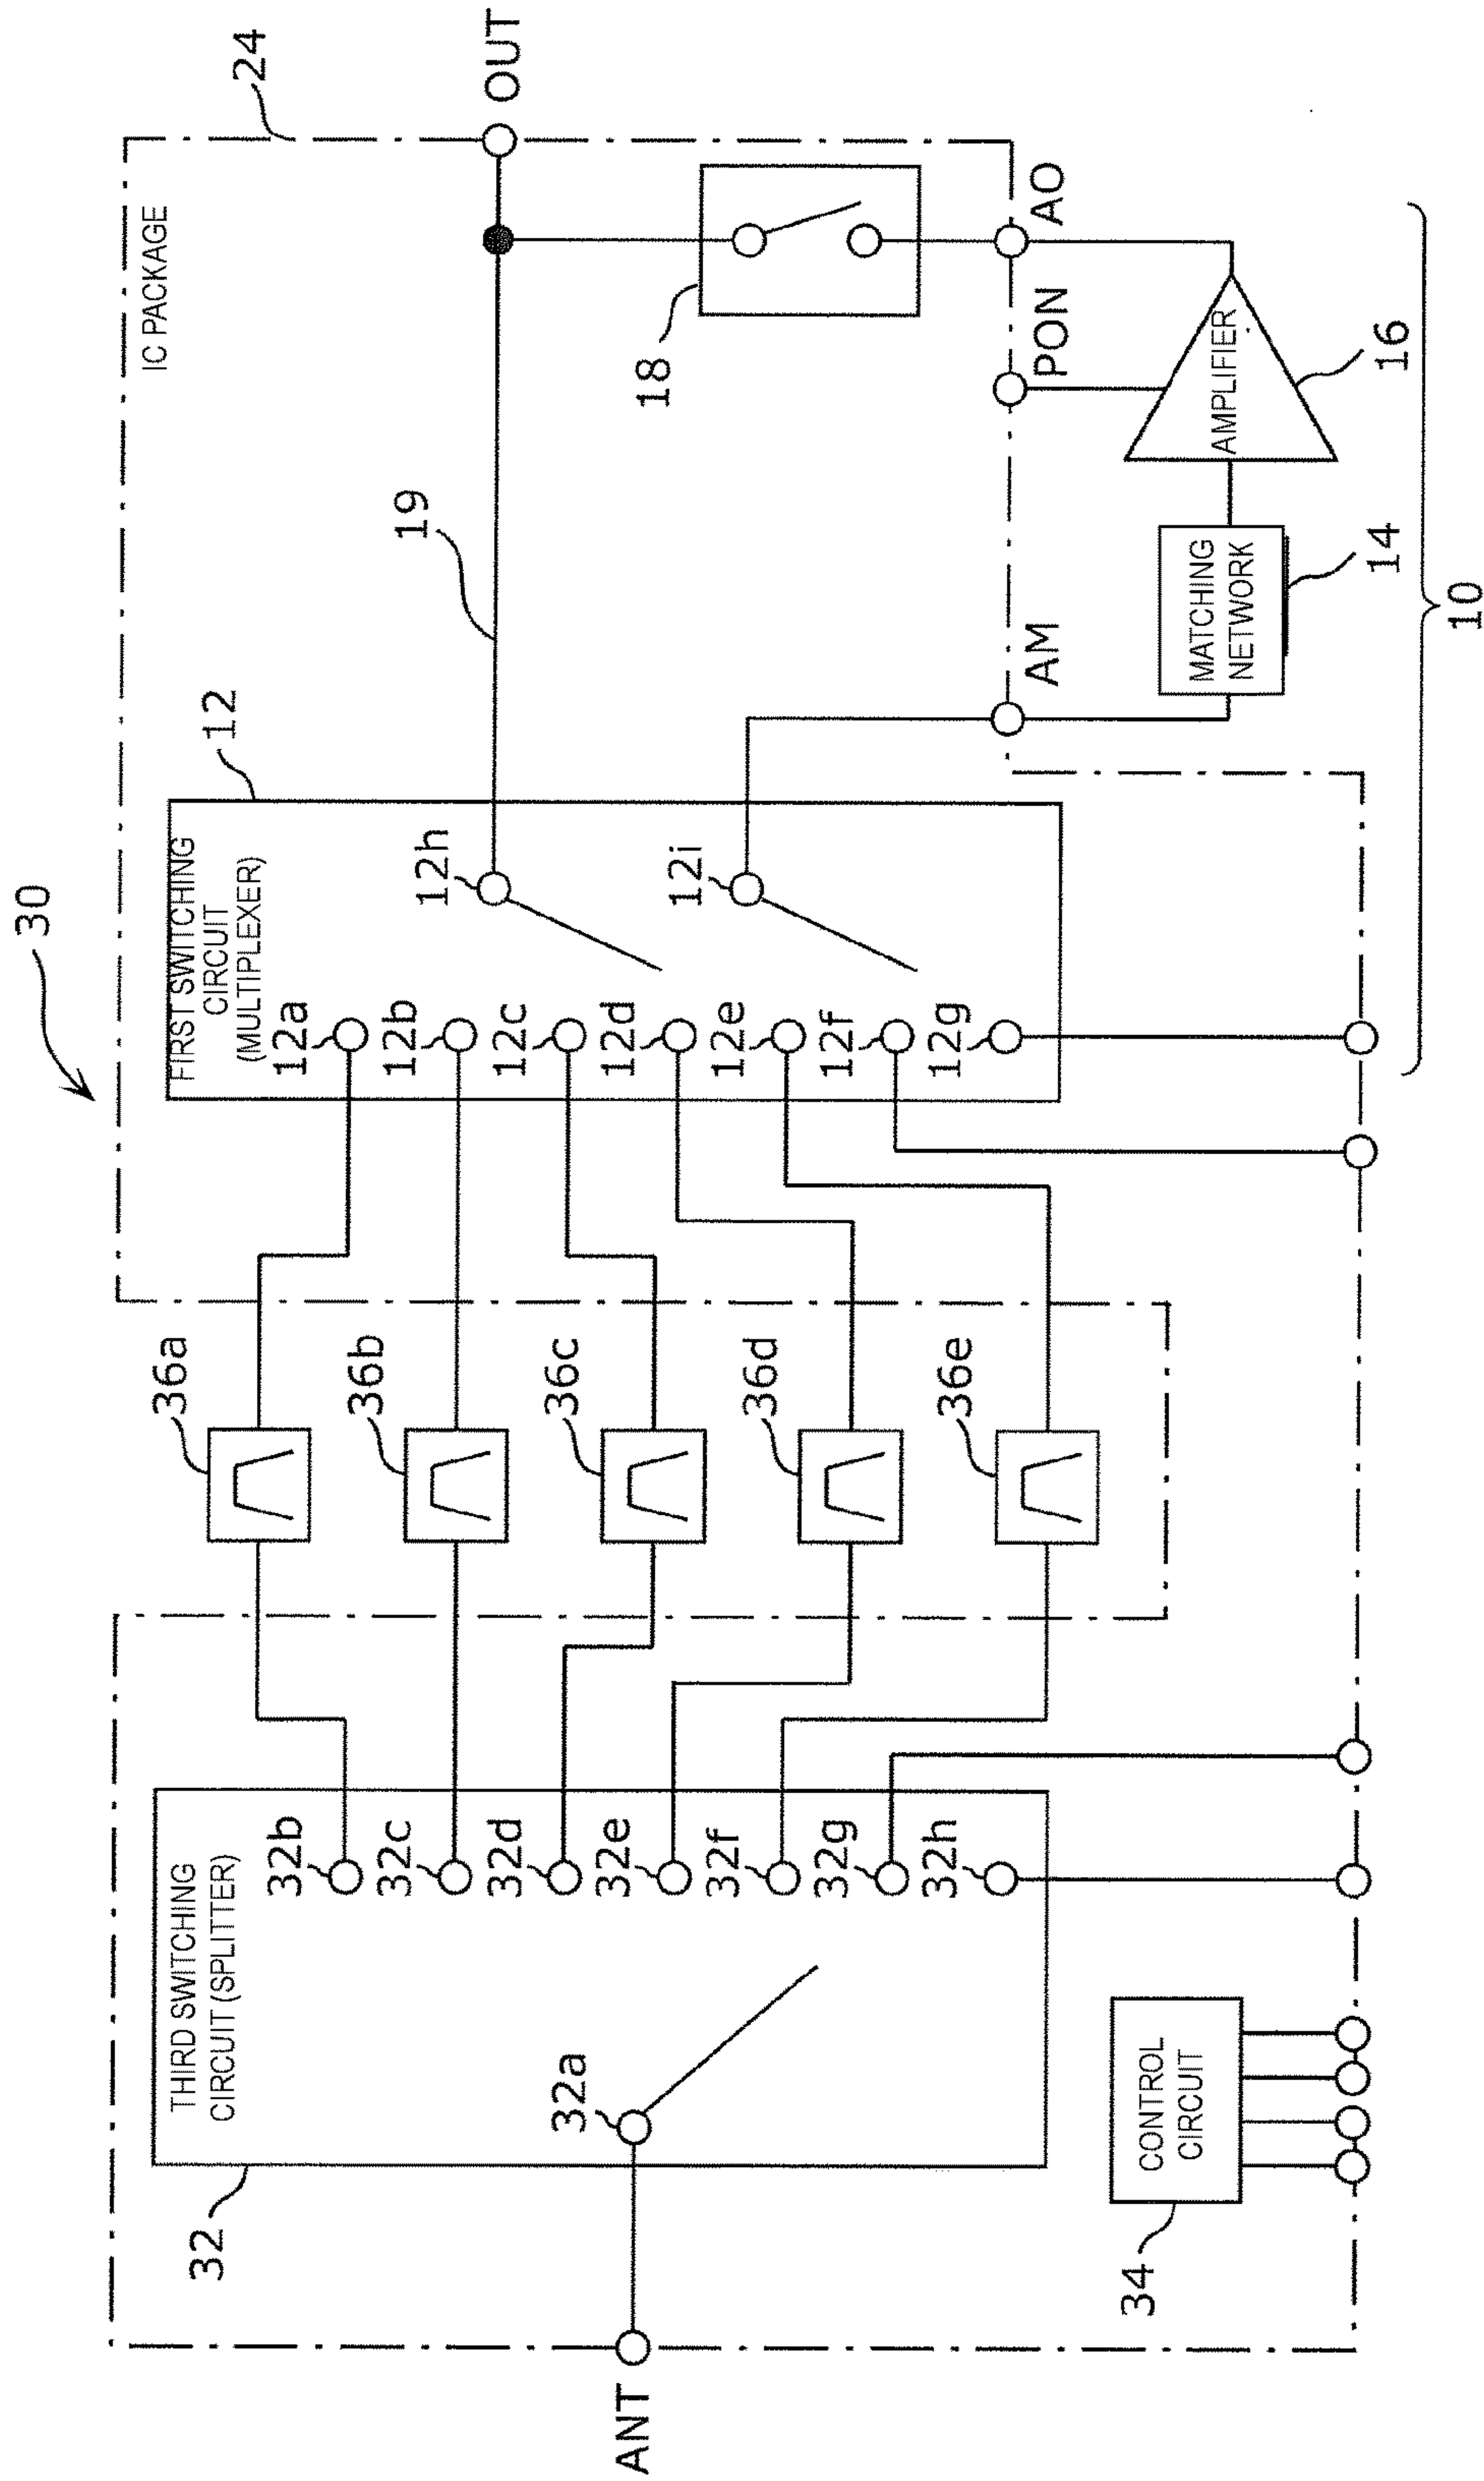 30
24
IC PACKAGE
ANT
32
THIRD SWITCHING
CIRCUIT (SPLITTER)
32a
32b
32c
32d
32e
32f
32g
32h
34
CONTROL
CIRCUIT
36a
36b
36c
36d
36e
12
FIRST SWITCHING
CIRCUIT
(MULTIPLEXER)
12a
12b
12c
12d
12e
12f
12g
12h
12i
19
18
OUT
AM
PON
AO
MATCHING
NETWORK
14
AMPLIFIER
16
10